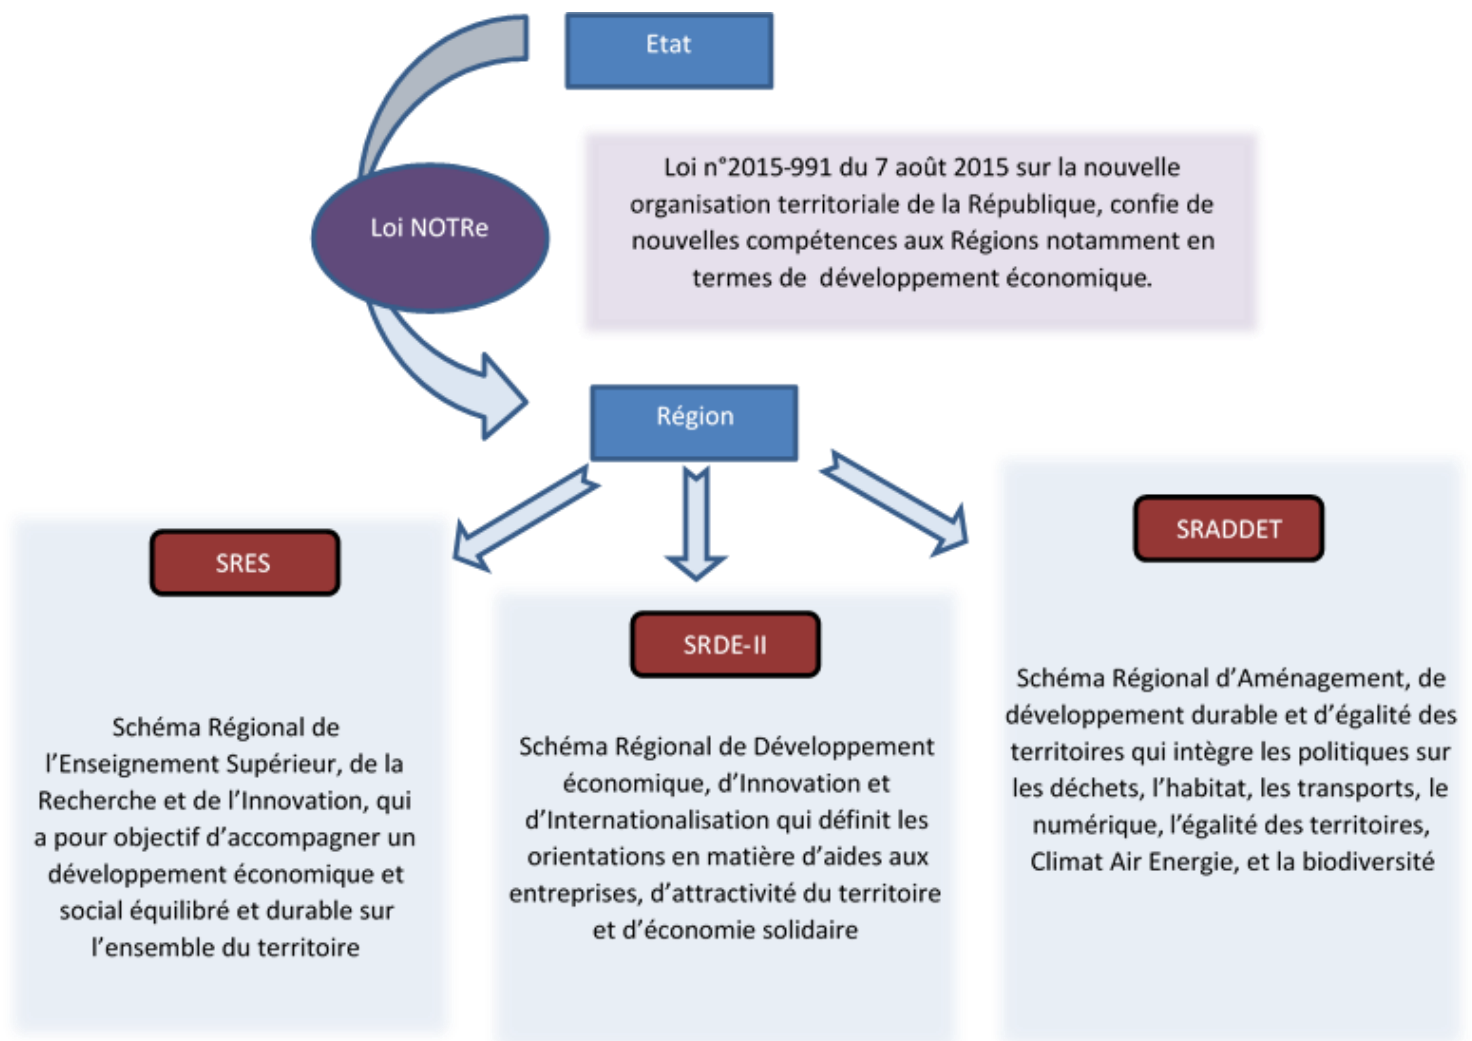 Etat
Loi NOTRe
Loi n°2015-991 du 7 août 2015 sur la nouvelle
organisation territoriale de la République, confie de
nouvelles compétences aux Régions notamment en
termes de développement économique.
Région
SRES
Schéma Régional de
l’Enseignement Supérieur, de la
Recherche et de l’Innovation, qui
a pour objectif d’accompagner un
développement économique et
social équilibré et durable sur
l’ensemble du territoire
SRDE-II
Schéma Régional de Développement
économique, d’Innovation et
d’Internationalisation qui définit les
orientations en matière d’aides aux
entreprises, d’attractivité du territoire
et d’économie solidaire
SRADDET
Schéma Régional d’Aménagement, de
développement durable et d’égalité des
territoires qui intègre les politiques sur
les déchets, l’habitat, les transports, le
numérique, l’égalité des territoires,
Climat Air Energie, et la biodiversité